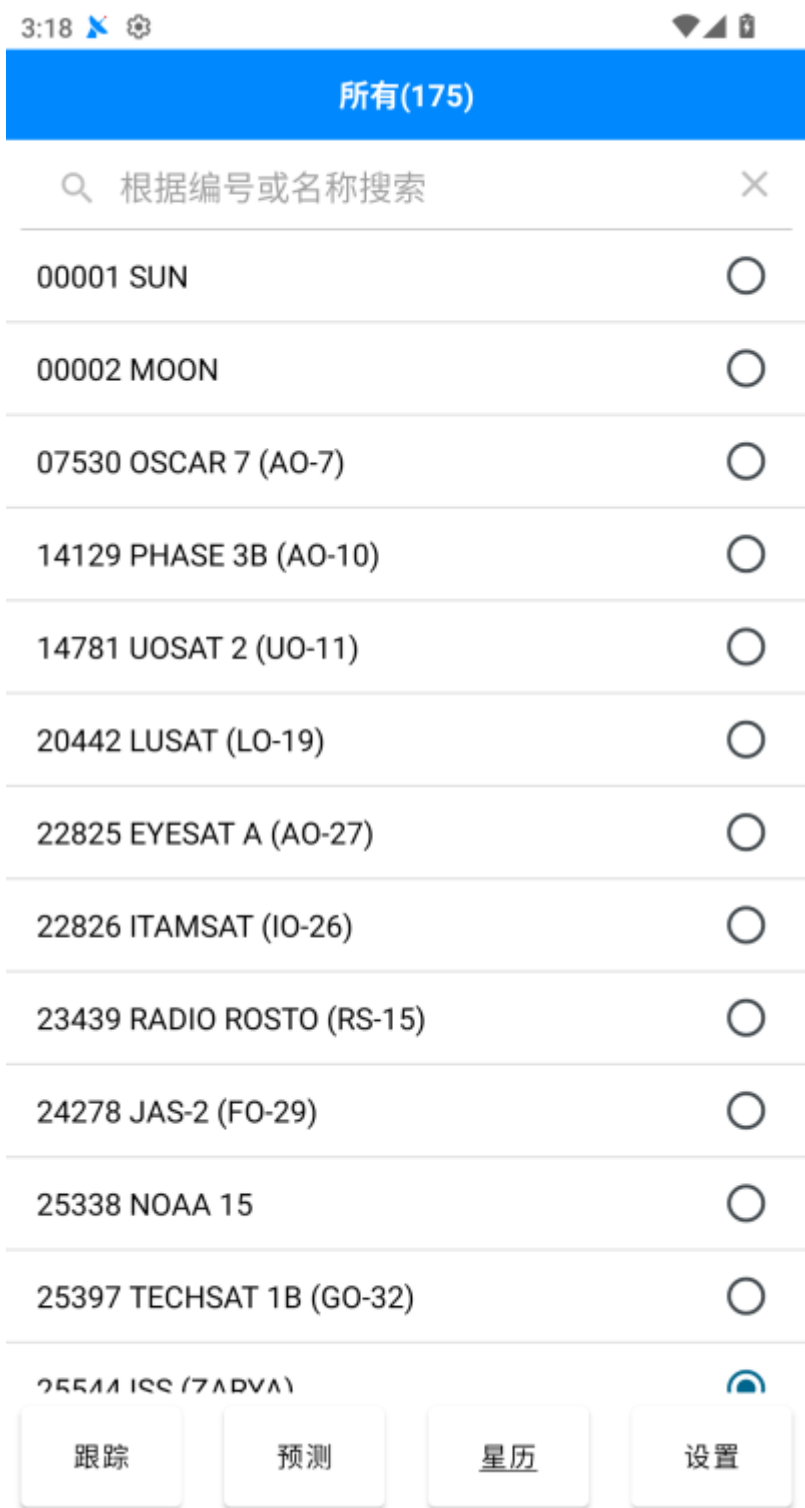 3:18
所有(175)
根据编号或名称搜索
00001 SUN
00002 MOON
07530 OSCAR 7 (AO-7)
14129 PHASE 3B (AO-10)
14781 UOSAT 2 (UO-11)
20442 LUSAT (LO-19)
22825 EYESAT A (AO-27)
22826 ITAMSAT (IO-26)
23439 RADIO ROSTO (RS-15)
24278 JAS-2 (FO-29)
25338 NOAA 15
25397 TECHSAT 1B (GO-32)
25544 ISS (ZARYA)
跟踪 预测 星历 设置